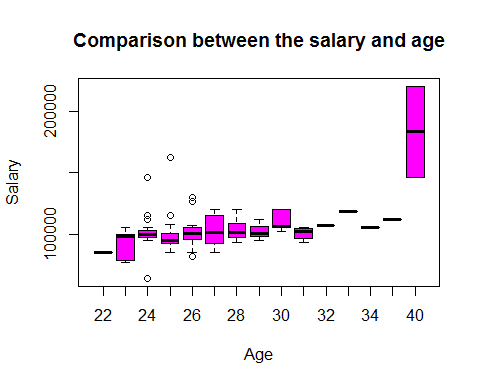 Comparison between the salary and age
200000
100000
Salary
22 24 26 28 30 32 34 40
Age